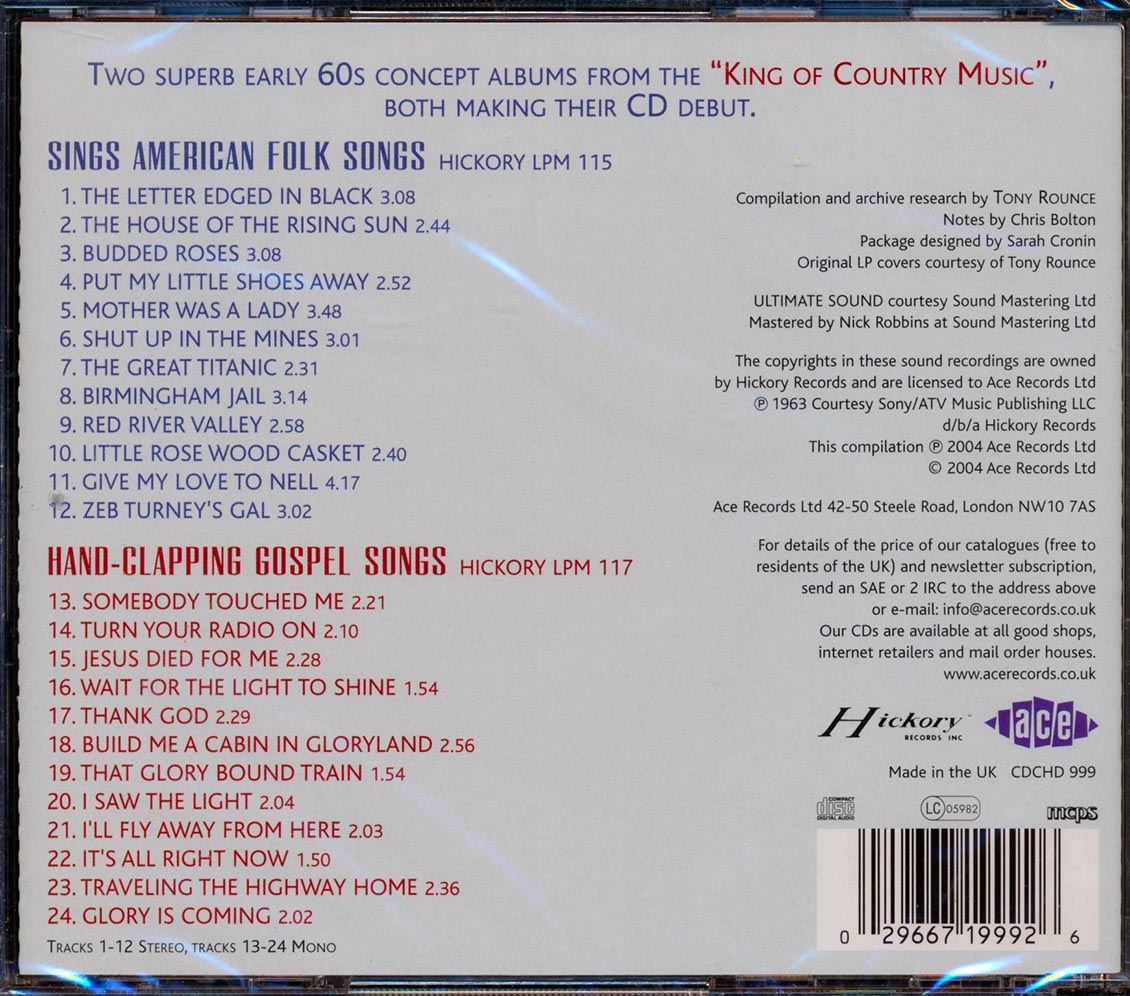 TWO SUPERB EARLY 60S CONCEPT ALBUMS FROM THE "KING OF COUNTRY MUSIC",
BOTH MAKING THEIR CD DEBUT.
SINGS AMERICAN FOLK SONGS HICKORY LPM 115
1. THE LETTER EDGED IN BLACK 3.08
2. THE HOUSE OF THE RISING SUN 2.44
3. BUDDED ROSES 3.08
4. PUT MY LITTLE SHOES AWAY 2.52
5. MOTHER WAS A LADY 3.48
6. SHUT UP IN THE MINES 3.01
7. THE GREAT TITANIC 2.31
8. BIRMINGHAM JAIL 3.14
9. RED RIVER VALLEY 2.58
10. LITTLE ROSE WOOD CASKET 2.40
11. GIVE MY LOVE TO NELL 4.17
12. ZEB TURNEY'S GAL 3.02
HAND-CLAPPING GOSPEL SONGS HICKORY LPM 117
13. SOMEBODY TOUCHED ME 2.21
14. TURN YOUR RADIO ON 2.10
15. JESUS DIED FOR ME 2.28
16. WAIT FOR THE LIGHT TO SHINE 1.54
17. THANK GOD 2.29
18. BUILD ME A CABIN IN GLORYLAND 2.56
19. THAT GLORY BOUND TRAIN 1.54
20. I SAW THE LIGHT 2.04
21. I'LL FLY AWAY FROM HERE 2.03
22. IT'S ALL RIGHT NOW 1.50
23. TRAVELING THE HIGHWAY HOME 2.36
24. GLORY IS COMING 2.02
TRACKS 1-12 STEREO, TRACKS 13-24 MONO
Compilation and archive research by TONY ROUNCE
Notes by Chris Bolton
Package designed by Sarah Cronin
Original LP covers courtesy of Tony Rounce
ULTIMATE SOUND courtesy Sound Mastering Ltd
Mastered by Nick Robbins at Sound Mastering Ltd
The copyrights in these sound recordings are owned
by Hickory Records and are licensed to Ace Records Ltd
℗ 1963 Courtesy Sony/ATV Music Publishing LLC
d/b/a Hickory Records
This compilation ℗ 2004 Ace Records Ltd
© 2004 Ace Records Ltd
Ace Records Ltd 42-50 Steele Road, London NW10 7AS
For details of the price of our catalogues (free to
residents of the UK) and newsletter subscription,
send an SAE or 2 IRC to the address above
or e-mail: info@acerecords.co.uk
Our CDs are available at all good shops,
internet retailers and mail order houses.
www.acerecords.co.uk
Hickory™ ace
RECORDS INC
Made in the UK CDCHD 999
COMPACT disc DIGITAL AUDIO LC 05982 mcps
0 29667 19992 6